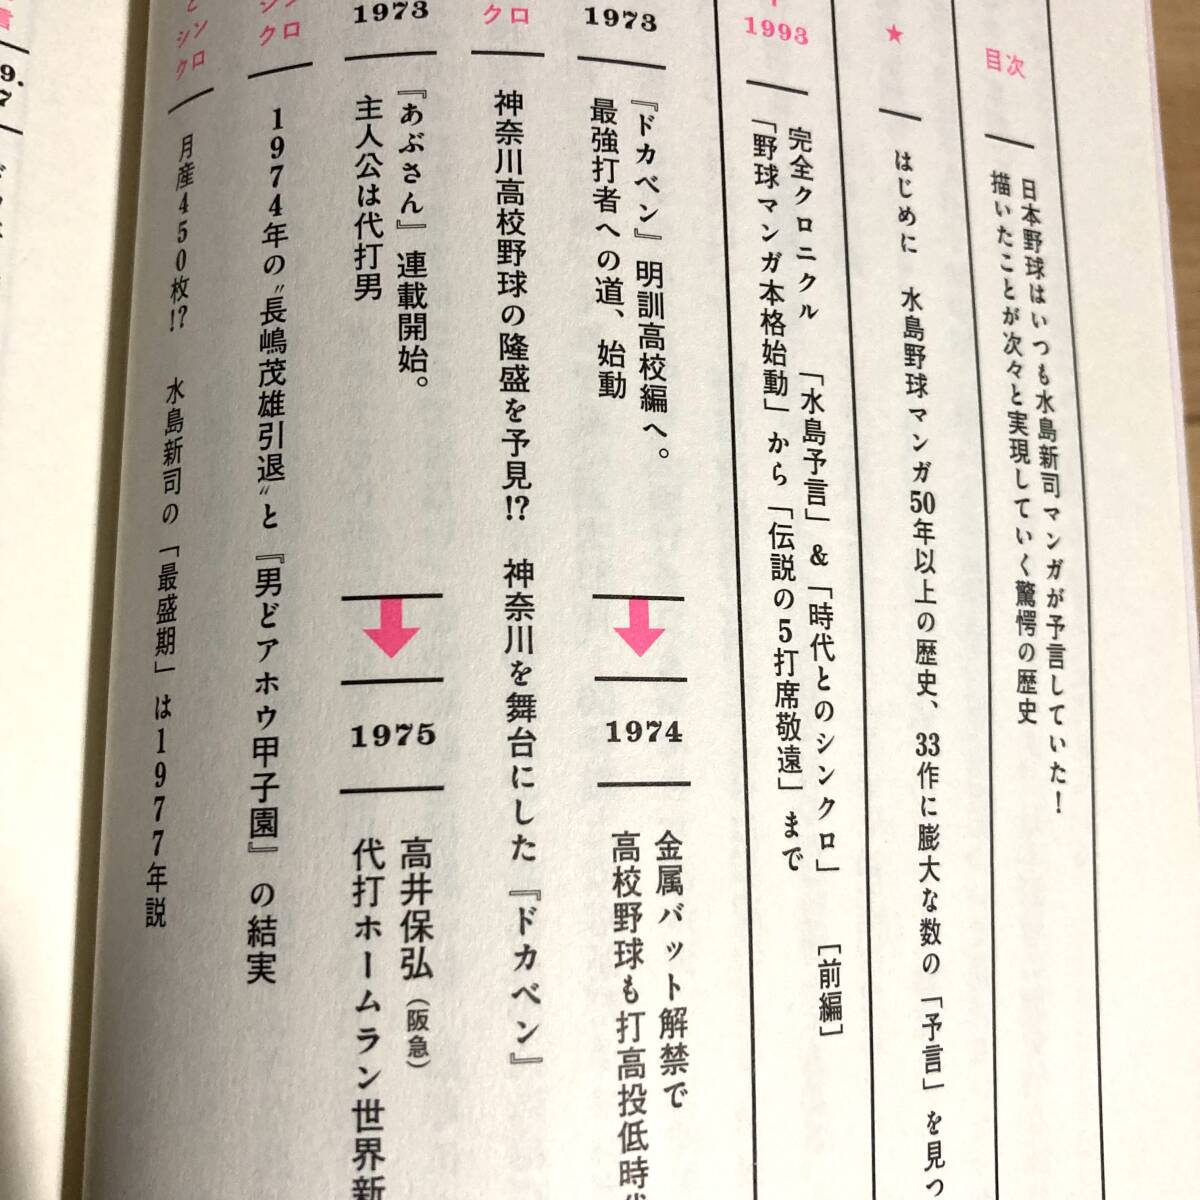 目次
日本野球はいつも水島新司マンガが予言していた！
描いたことが次々と実現していく驚愕の歴史
★
はじめに 水島野球マンガ50年以上の歴史、33作に膨大な数の「予言」を見つ
1993
完全クロニクル 「水島予言」&「時代とのシンクロ」 [前編]
「野球マンガ本格始動」から「伝説の5打席敬遠」まで
1973
『ドカベン』明訓高校編へ。
最強打者への道、始動
1974
金属バット解禁で
高校野球も打高投低時代
クロ
神奈川高校野球の隆盛を予見!? 神奈川を舞台にした『ドカベン』
1973
『あぶさん』連載開始。
主人公は代打男
1975
高井保弘（阪急）
代打ホームラン世界新
クロ
1974年の〝長嶋茂雄引退〟と『男どアホウ甲子園』の結実
と
シン
クロ
月産450枚!? 水島新司の「最盛期」は1977年説